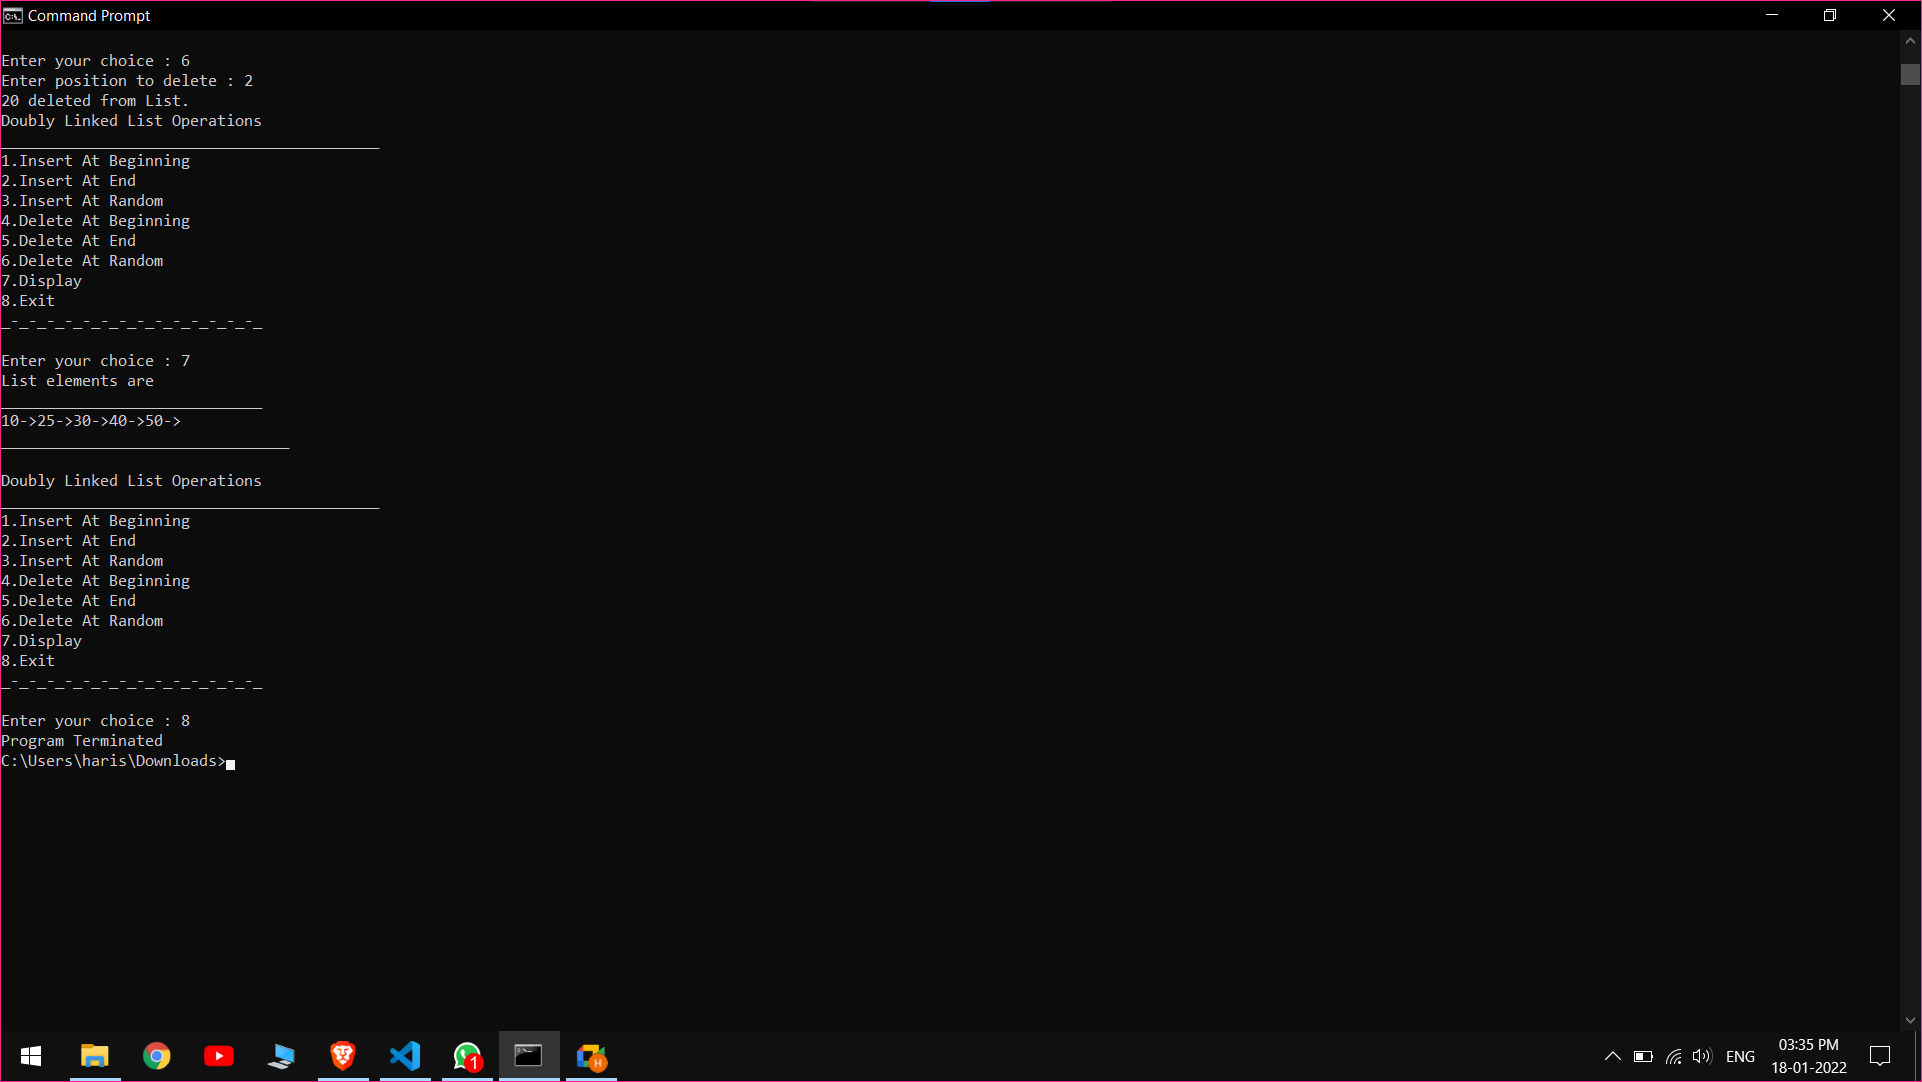 Command Prompt
Enter your choice : 6
Enter position to delete : 2
20 deleted from List.
Doubly Linked List Operations
__________________________________________
1.Insert At Beginning
2.Insert At End
3.Insert At Random
4.Delete At Beginning
5.Delete At End
6.Delete At Random
7.Display
8.Exit
_-_-_-_-_-_-_-_-_-_-_-_-_-_-_
Enter your choice : 7
List elements are
_____________________________
10->25->30->40->50->
________________________________
Doubly Linked List Operations
__________________________________________
1.Insert At Beginning
2.Insert At End
3.Insert At Random
4.Delete At Beginning
5.Delete At End
6.Delete At Random
7.Display
8.Exit
_-_-_-_-_-_-_-_-_-_-_-_-_-_-_
Enter your choice : 8
Program Terminated
C:\Users\haris\Downloads>
1
H
ENG
03:35 PM
18-01-2022